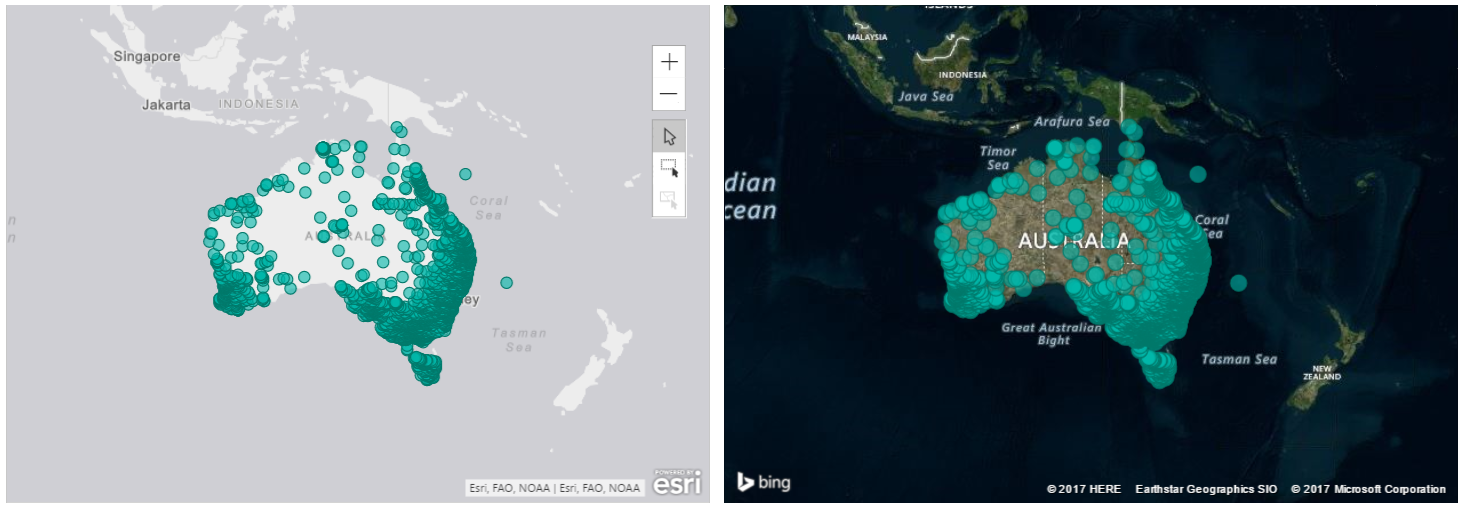 Singapore
Jakarta
INDONESIA
Coral
Sea
AUSTRALIA
ey
Tasman
Sea
n
n
Esri, FAO, NOAA | Esri, FAO, NOAA
POWERED BY
esri
ISLANDS
MALAYSIA
INDONESIA
Java Sea
Arafura Sea
Timor
Sea
dian
cean
Coral
Sea
AUSTRALIA
Great Australian
Bight
Tasman Sea
NEW
ZEALAND
bing
© 2017 HERE Earthstar Geographics SIO © 2017 Microsoft Corporation